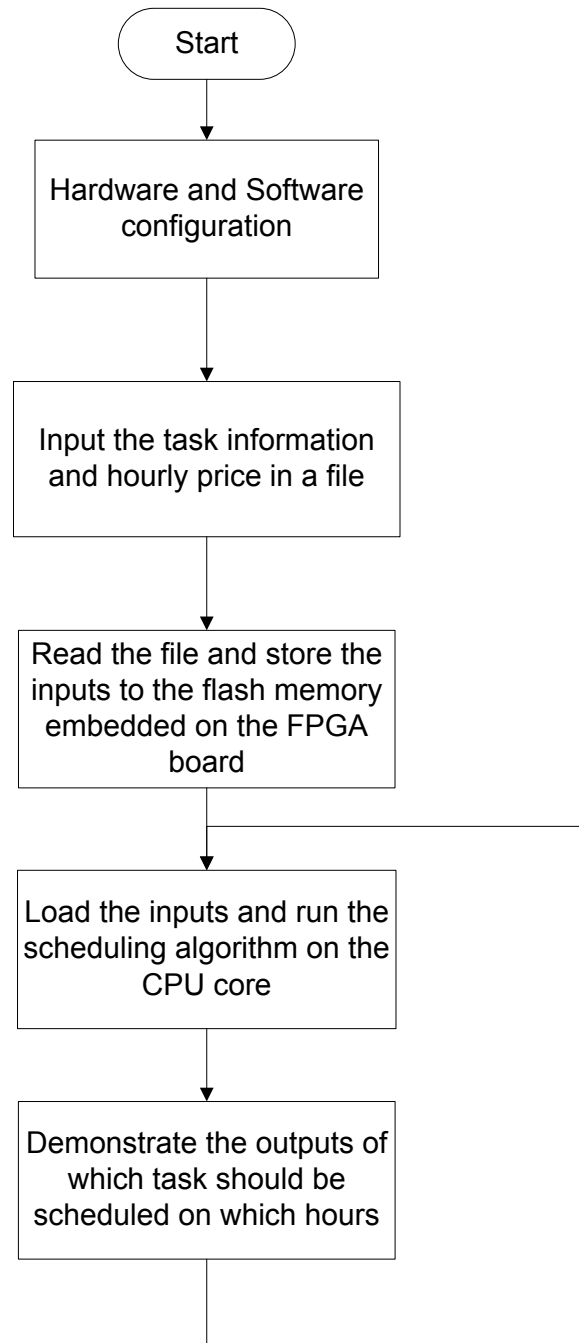 Start
Hardware and Software
configuration
Input the task information
and hourly price in a file
Read the file and store the
inputs to the flash memory
embedded on the FPGA
board
Load the inputs and run the
scheduling algorithm on the
CPU core
Demonstrate the outputs of
which task should be
scheduled on which hours